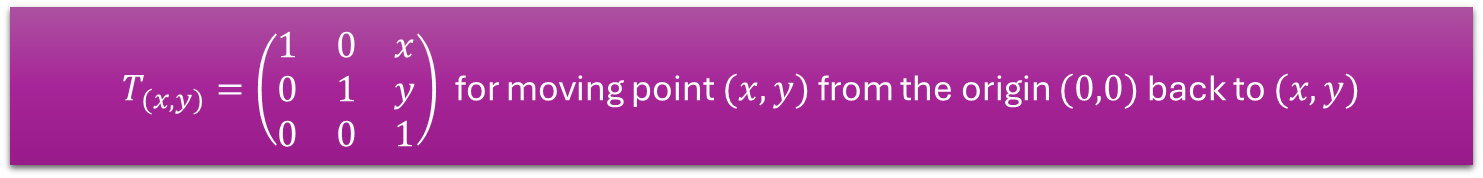 1 0 x
T(x,y) = ( 0 1 y ) for moving point (x, y) from the origin (0,0) back to (x, y)
0 0 1